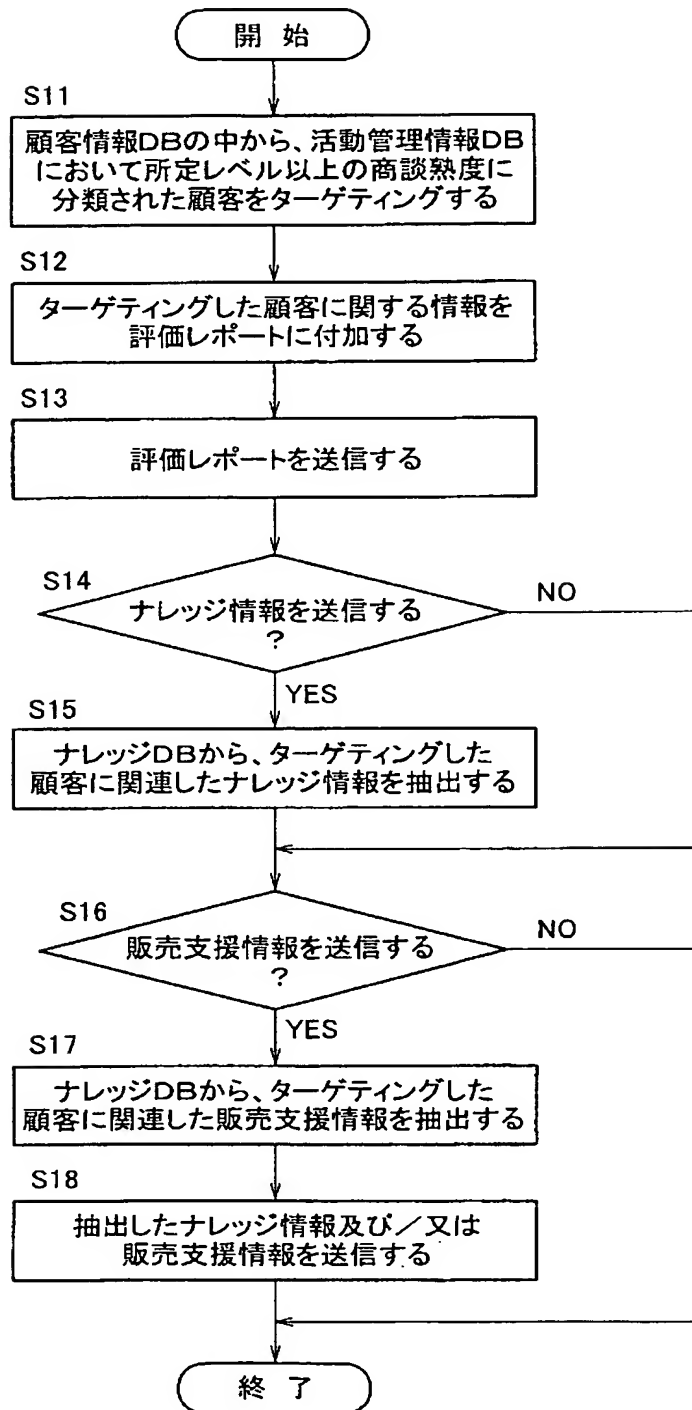 開 始
S11
顧客情報DBの中から、活動管理情報DB
において所定レベル以上の商談熟度に
分類された顧客をターゲティングする
S12
ターゲティングした顧客に関する情報を
評価レポートに付加する
S13
評価レポートを送信する
S14
ナレッジ情報を送信する
?
NO
YES
S15
ナレッジDBから、ターゲティングした
顧客に関連したナレッジ情報を抽出する
S16
販売支援情報を送信する
?
NO
YES
S17
ナレッジDBから、ターゲティングした
顧客に関連した販売支援情報を抽出する
S18
抽出したナレッジ情報及び/又は
販売支援情報を送信する
終 了